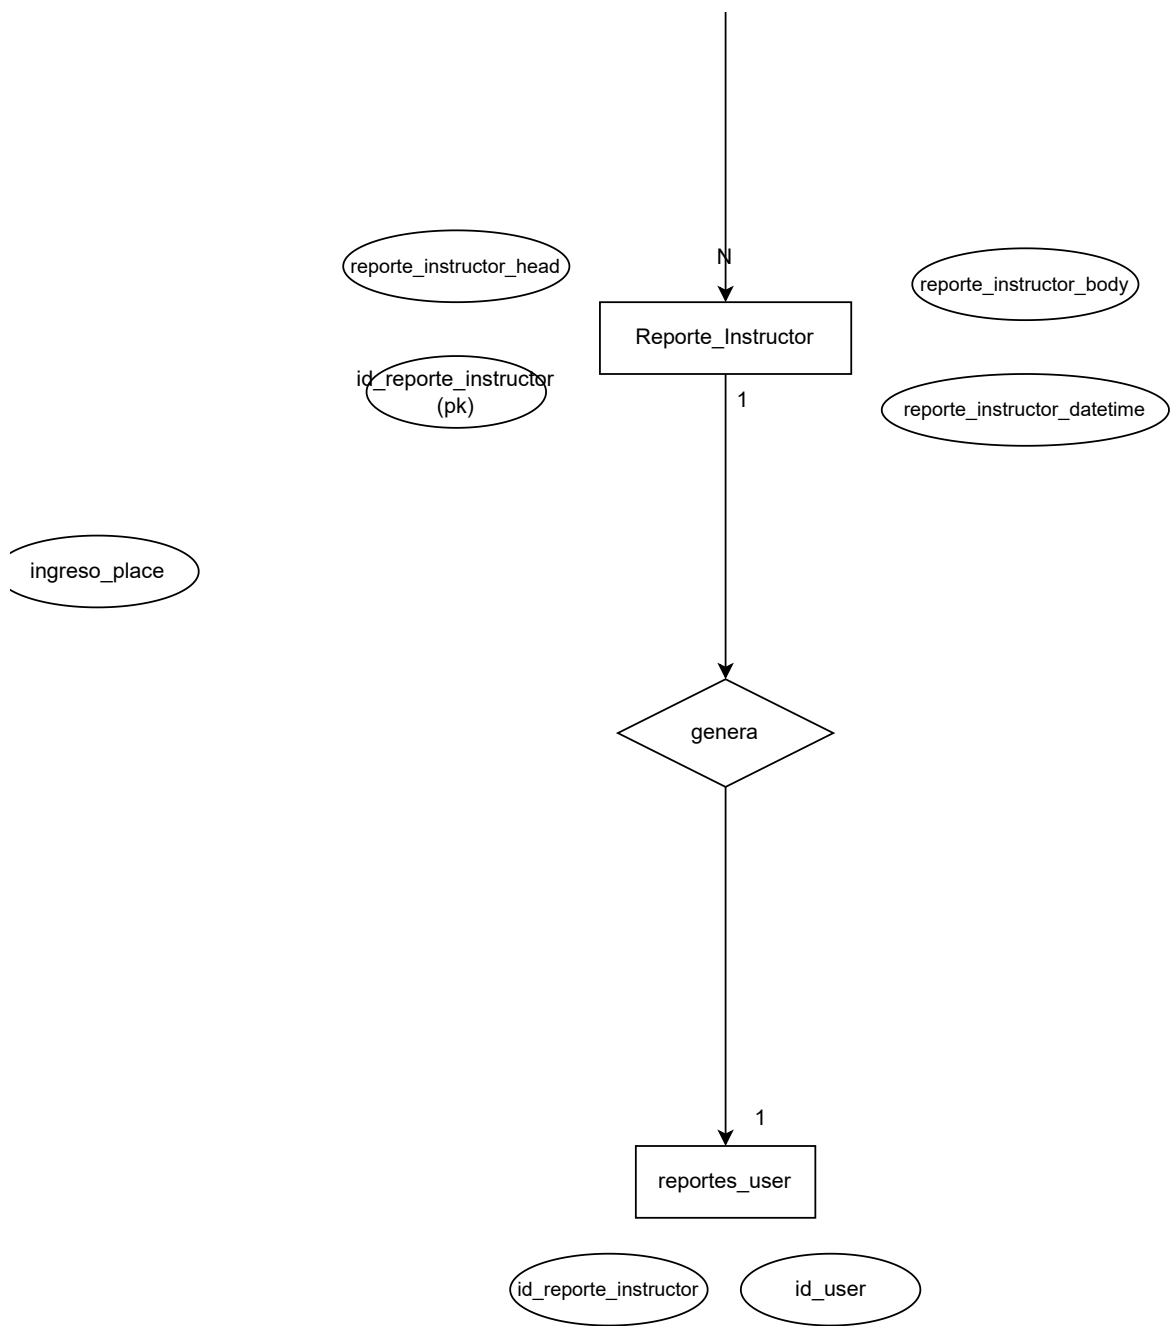 N
reporte_instructor_head
reporte_instructor_body
Reporte_Instructor
id_reporte_instructor
(pk)
1
reporte_instructor_datetime
ingreso_place
genera
1
reportes_user
id_reporte_instructor
id_user